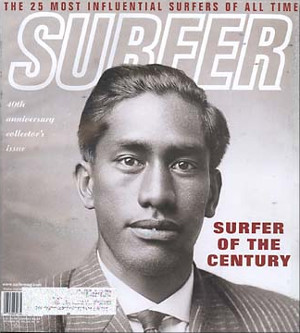 THE 25 MOST INFLUENTIAL SURFERS OF ALL TIME
SURFER
40th
anniversary
collector's
issue
SURFER
OF THE
CENTURY